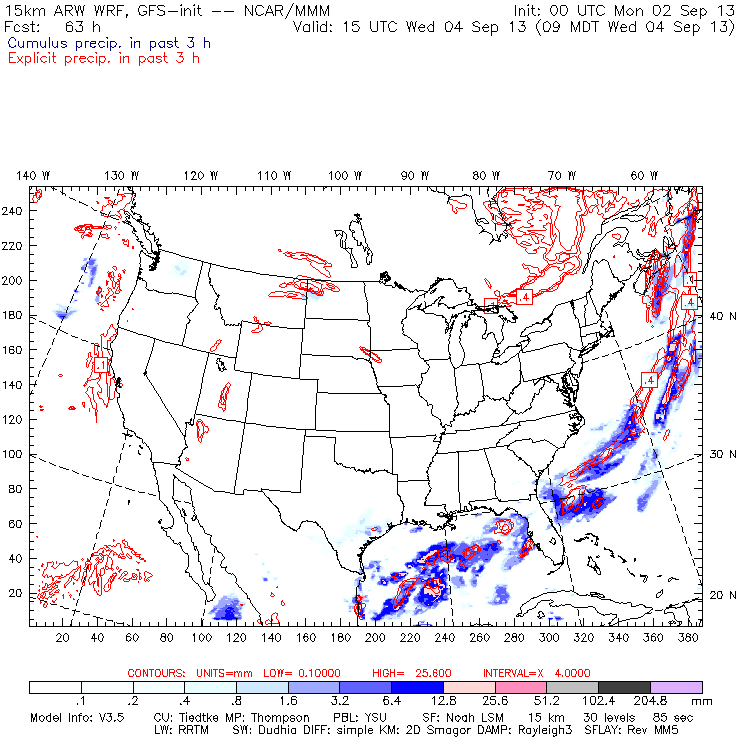 15km ARW WRF, GFS-init -- NCAR/MMM Init: 00 UTC Mon 02 Sep 13
Fcst: 63 h Valid: 15 UTC Wed 04 Sep 13 (09 MDT Wed 04 Sep 13)
Cumulus precip. in past 3 h
Explicit precip. in past 3 h
140 W 130 W 120 W 110 W 100 W 90 W 80 W 70 W 60 W
240
220
200
180 40 N
160
140
120
100 30 N
80
60
40
20 20 N
.4
.4
.4
.1
.4
20 40 60 80 100 120 140 160 180 200 220 240 260 280 300 320 340 360 380
CONTOURS: UNITS=mm LOW= 0.10000 HIGH= 25.600 INTERVAL=X 4.0000
.1 .2 .4 .8 1.6 3.2 6.4 12.8 25.6 51.2 102.4 204.8 mm
Model Info: V3.5 CU: Tiedtke MP: Thompson PBL: YSU SF: Noah LSM 15 km 30 levels 85 sec
LW: RRTM SW: Dudhia DIFF: simple KM: 2D Smagor DAMP: Rayleigh3 SFLAY: Rev MM5